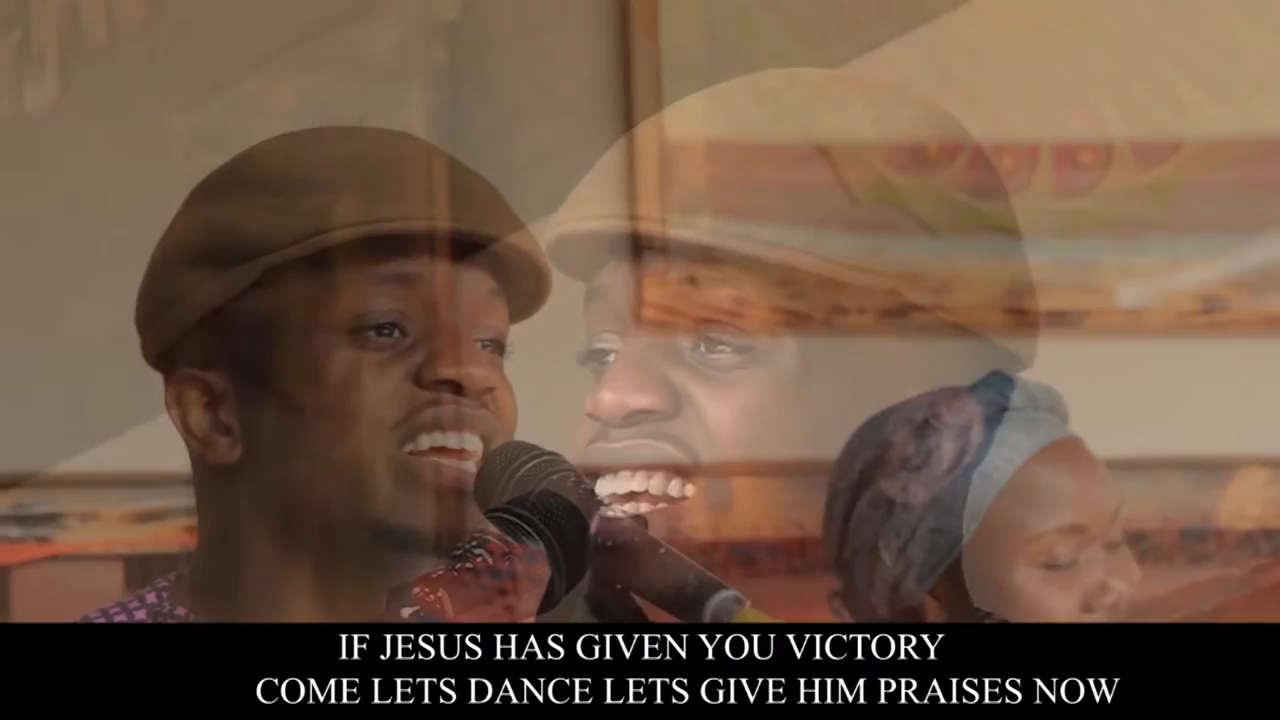 IF JESUS HAS GIVEN YOU VICTORY
COME LETS DANCE LETS GIVE HIM PRAISES NOW